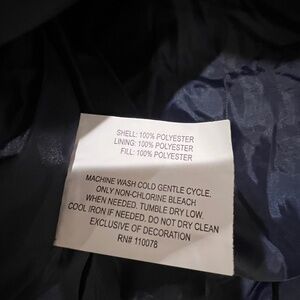 SHELL: 100% POLYESTER
LINING: 100% POLYESTER
FILL: 100% POLYESTER
MACHINE WASH COLD GENTLE CYCLE,
ONLY NON-CHLORINE BLEACH
WHEN NEEDED. TUMBLE DRY LOW.
COOL IRON IF NEEDED. DO NOT DRY CLEAN
EXCLUSIVE OF DECORATION
RN# 110078